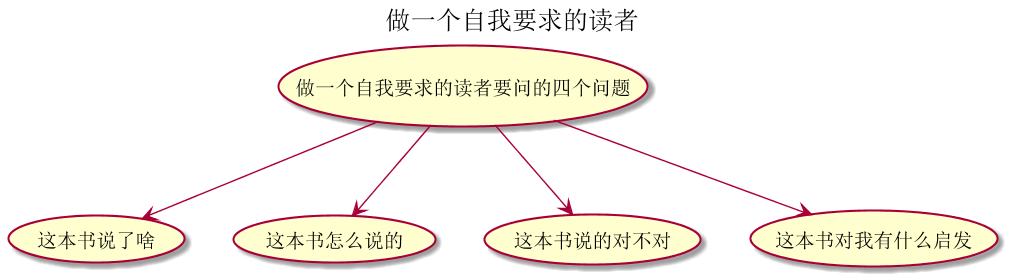 做一个自我要求的读者
做一个自我要求的读者要问的四个问题
这本书说了啥
这本书怎么说的
这本书说的对不对
这本书对我有什么启发